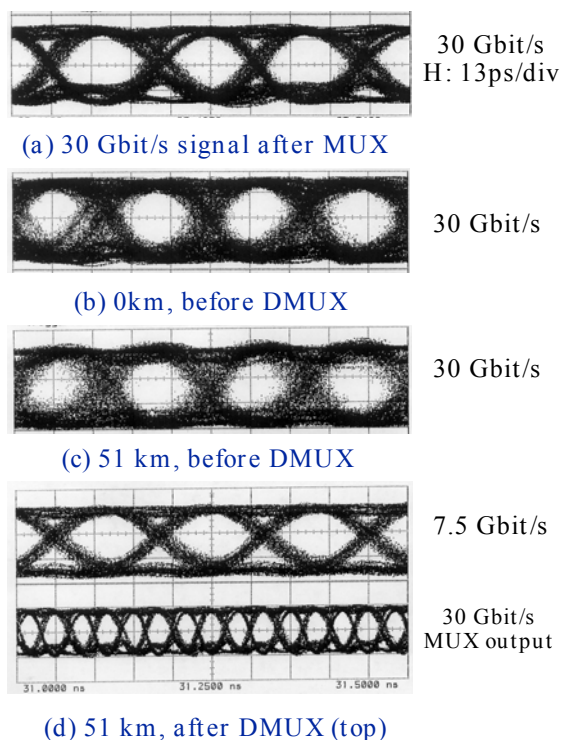 30 Gbit/s
H: 13ps/div
(a) 30 Gbit/s signal after MUX
30 Gbit/s
(b) 0km, before DMUX
30 Gbit/s
(c) 51 km, before DMUX
7.5 Gbit/s
30 Gbit/s
MUX output
31.0000 ns
31.2500 ns
31.5000 ns
(d) 51 km, after DMUX (top)